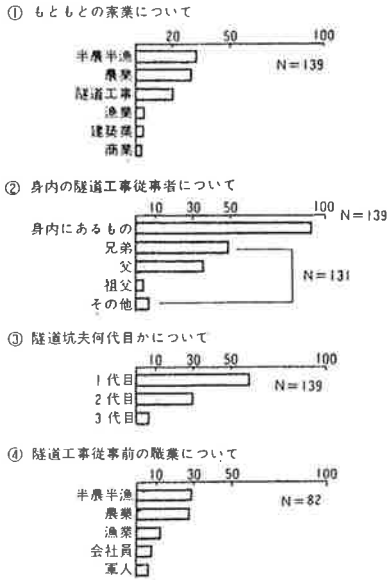 ① もともとの家業について
20 50 100
半農半漁
N=139
農業
隧道工事
漁業
建築業
商業
② 身内の隧道工事従事者について
10 30 50 100
N=139
身内にあるもの
兄弟
父
N=131
祖父
その他
③ 隧道坑夫何代目かについて
10 30 50 100
1代目
N=139
2代目
3代目
④ 隧道工事従事前の職業について
10 30 50 100
半農半漁
N=82
農業
漁業
会社員
軍人